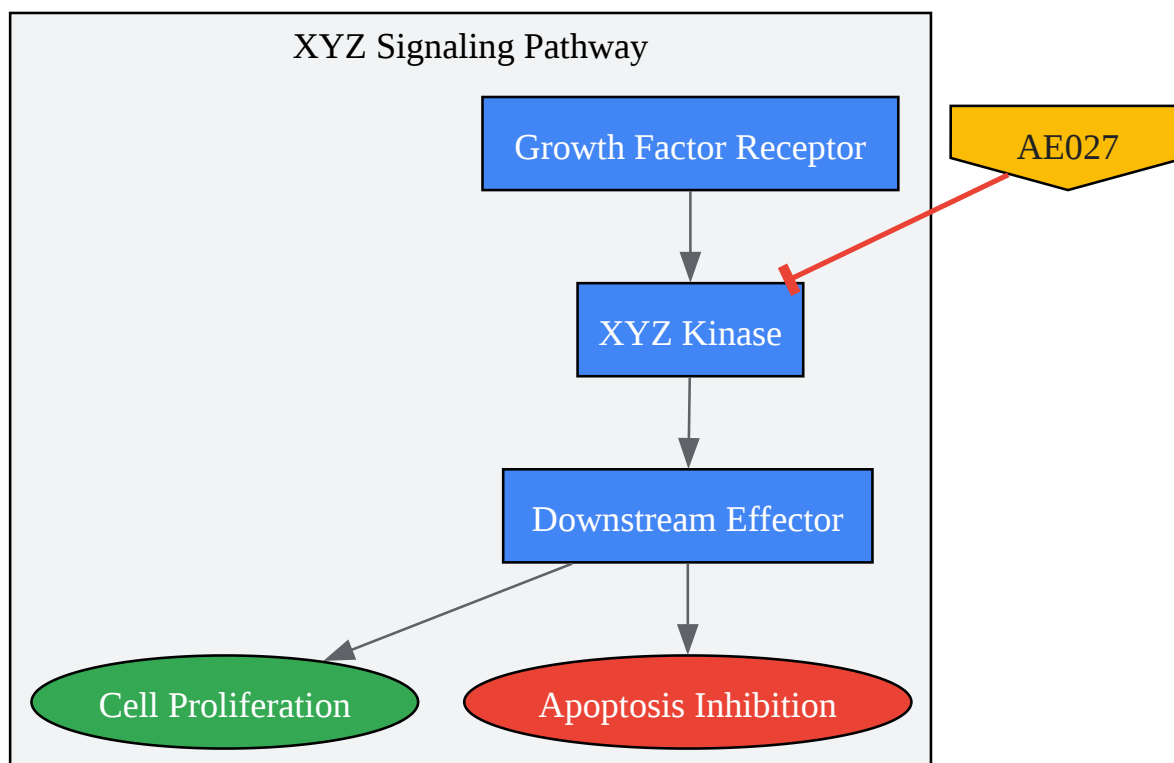 XYZ Signaling Pathway
Growth Factor Receptor
AE027
XYZ Kinase
Downstream Effector
Cell Proliferation
Apoptosis Inhibition